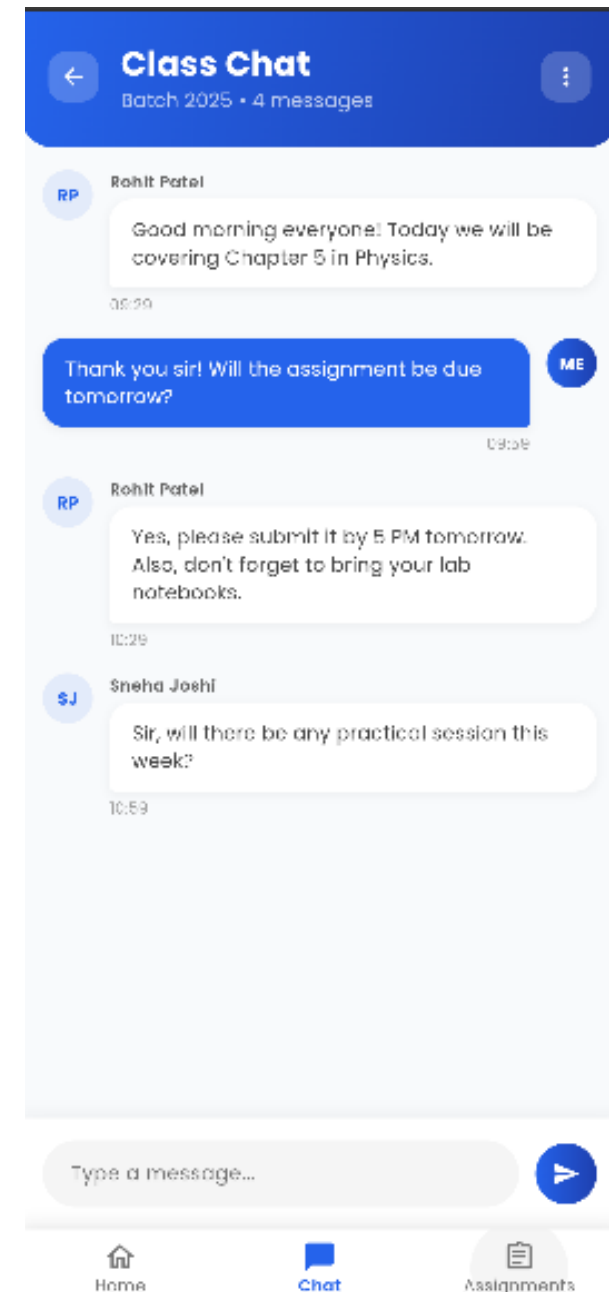 Class Chat
Batch 2025 • 4 messages
Rohit Patel
RP
Good morning everyone! Today we will be
covering Chapter 5 in Physics.
09:29
Thank you sir! Will the assignment be due
tomorrow?
ME
09:59
Rohit Patel
RP
Yes, please submit it by 5 PM tomorrow.
Also, don't forget to bring your lab
notebooks.
10:29
Sneha Joshi
SJ
Sir, will there be any practical session this
week?
10:59
Type a message...
Home
Chat
Assignments